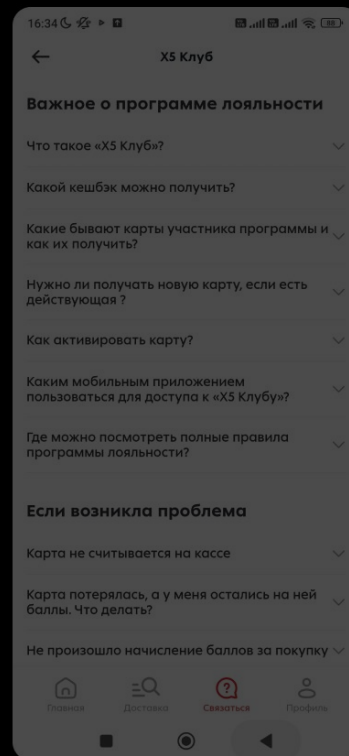 16:34
88
X5 Клуб
Важное о программе лояльности
Что такое «X5 Клуб»?
Какой кешбэк можно получить?
Какие бывают карты участника программы и
как их получить?
Нужно ли получать новую карту, если есть
действующая ?
Как активировать карту?
Каким мобильным приложением
пользоваться для доступа к «X5 Клубу»?
Где можно посмотреть полные правила
программы лояльности?
Если возникла проблема
Карта не считывается на кассе
Карта потерялась, а у меня остались на ней
баллы. Что делать?
Не произошло начисление баллов за покупку
Главная Доставка Связаться Профиль